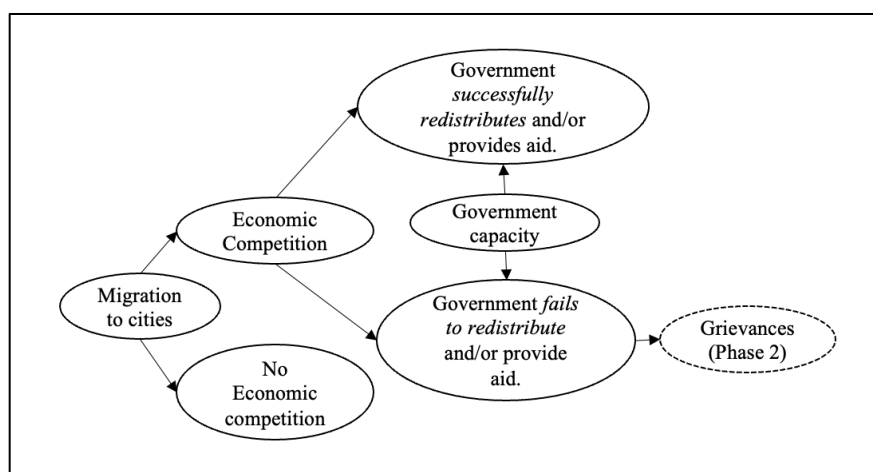 Government
successfully
redistributes and/or
provides aid.
Economic
Competition
Government
capacity
Migration
to cities
Government fails
to redistribute
and/or provide
aid.
Grievances
(Phase 2)
No
Economic
competition